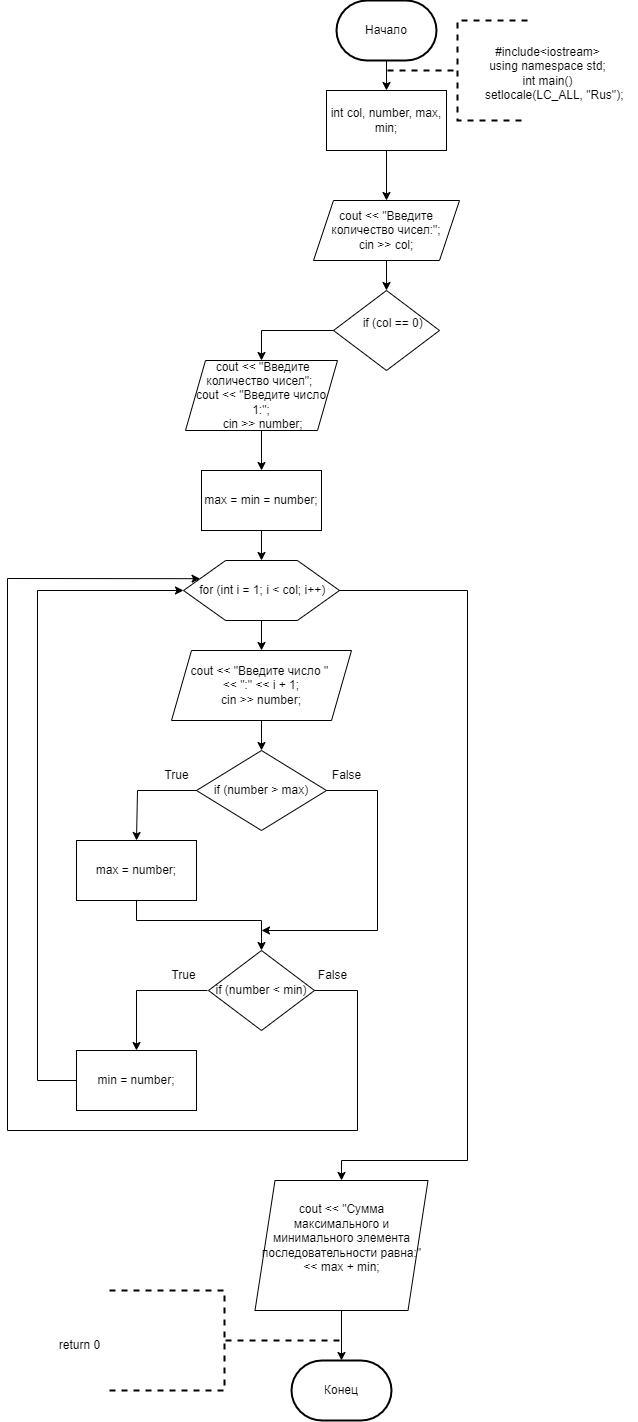 Начало
#include<iostream>
using namespace std;
int main()
setlocale(LC_ALL, "Rus");
int col, number, max,
min;
cout << "Введите
количество чисел:";
cin >> col;
if (col == 0)
cout << "Введите
количество чисел";
cout << "Введите число
1:";
cin >> number;
max = min = number;
for (int i = 1; i < col; i++)
cout << "Введите число "
<< ":" << i + 1;
cin >> number;
True
False
if (number > max)
max = number;
True
False
if (number < min)
min = number;
cout << "Сумма
максимального и
минимального элемента
последовательности равна:"
<< max + min;
return 0
Конец